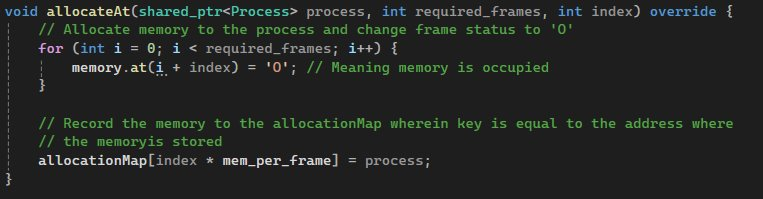 void allocateAt(shared_ptr<Process> process, int required_frames, int index) override {
    // Allocate memory to the process and change frame status to 'O'
    for (int i = 0; i < required_frames; i++) {
        memory.at(i + index) = 'O'; // Meaning memory is occupied
    }

    // Record the memory to the allocationMap wherein key is equal to the address where
    // the memoryis stored
    allocationMap[index * mem_per_frame] = process;
}